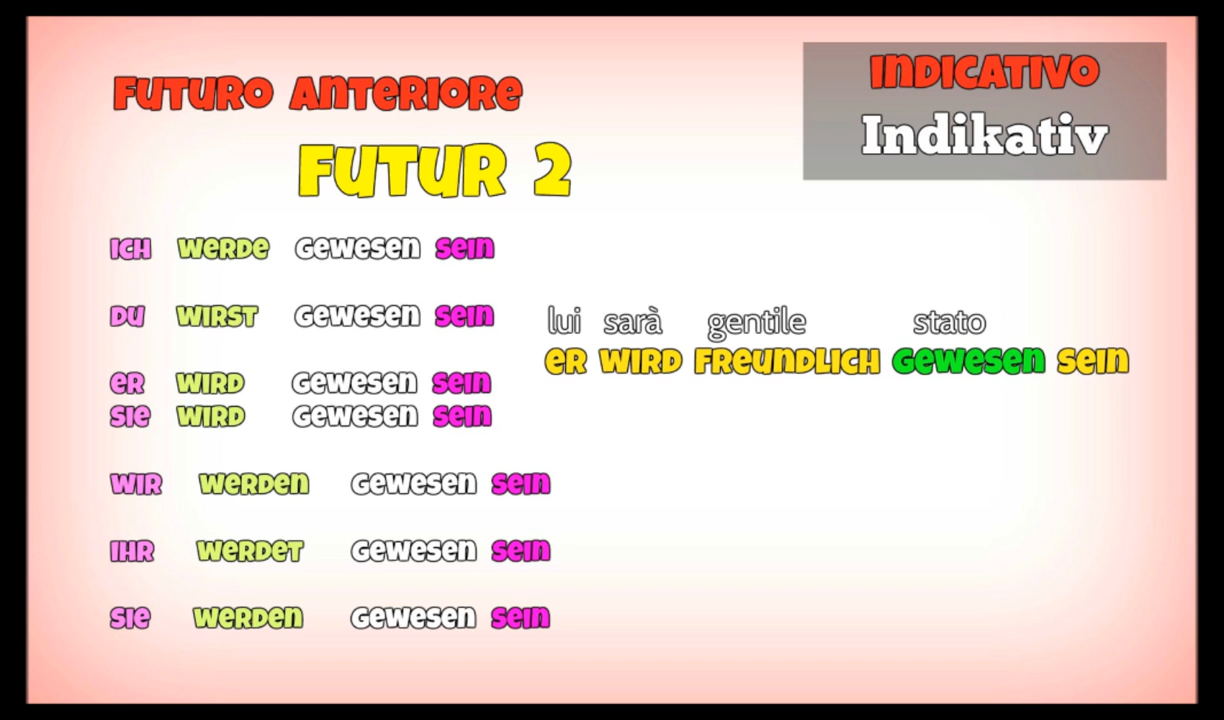 FUTURO ANTERIORE
INDICATIVO
Indikativ
FUTUR 2
ICH WERDE GEWESEN SEIN
DU WIRST GEWESEN SEIN
lui sarà gentile stato
ER WIRD FREUNDLICH GEWESEN SEIN
ER WIRD GEWESEN SEIN
SIE WIRD GEWESEN SEIN
WIR WERDEN GEWESEN SEIN
IHR WERDET GEWESEN SEIN
SIE WERDEN GEWESEN SEIN